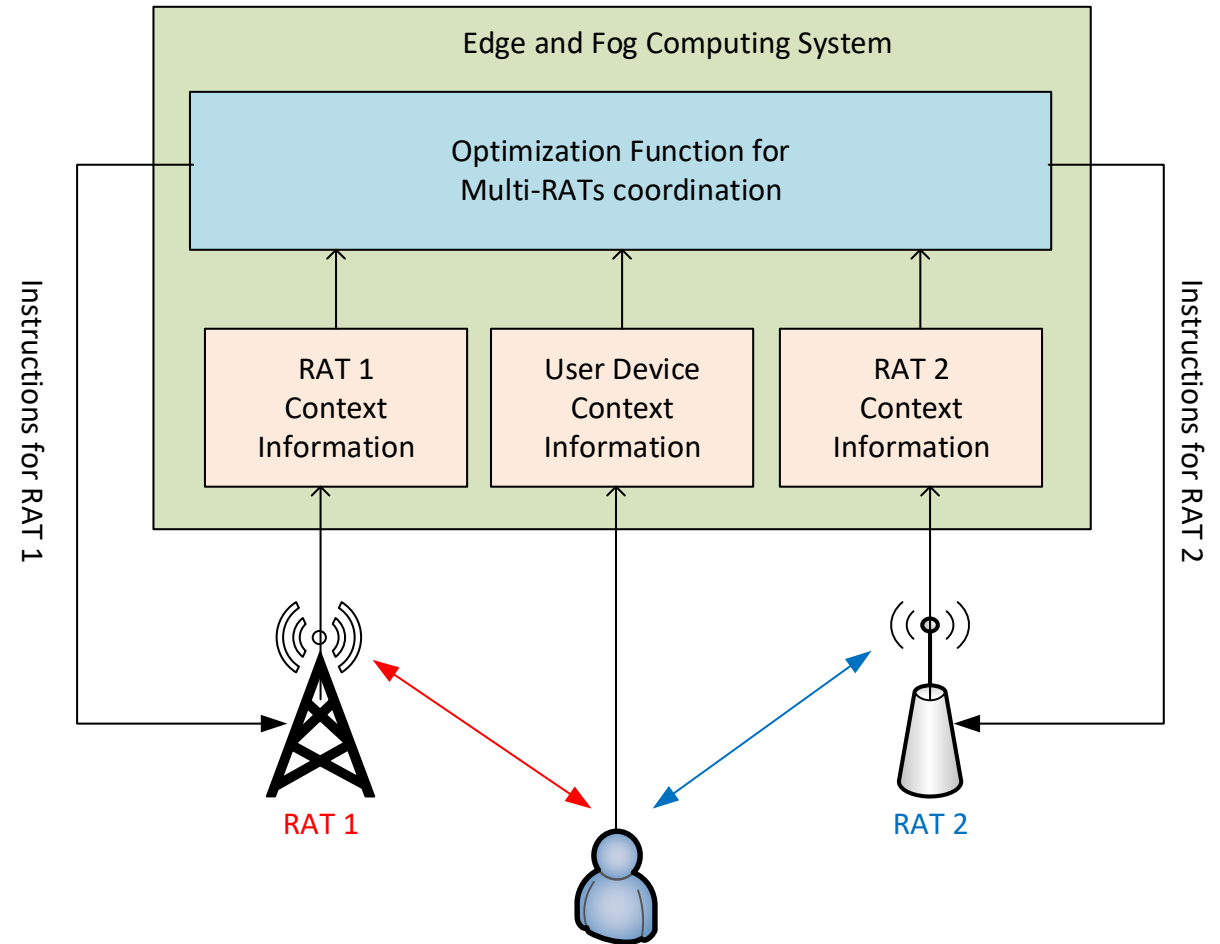 Edge and Fog Computing System
Optimization Function for
Multi-RATs coordination
Instructions for RAT 1
Instructions for RAT 2
RAT 1
Context
Information
User Device
Context
Information
RAT 2
Context
Information
RAT 1
RAT 2